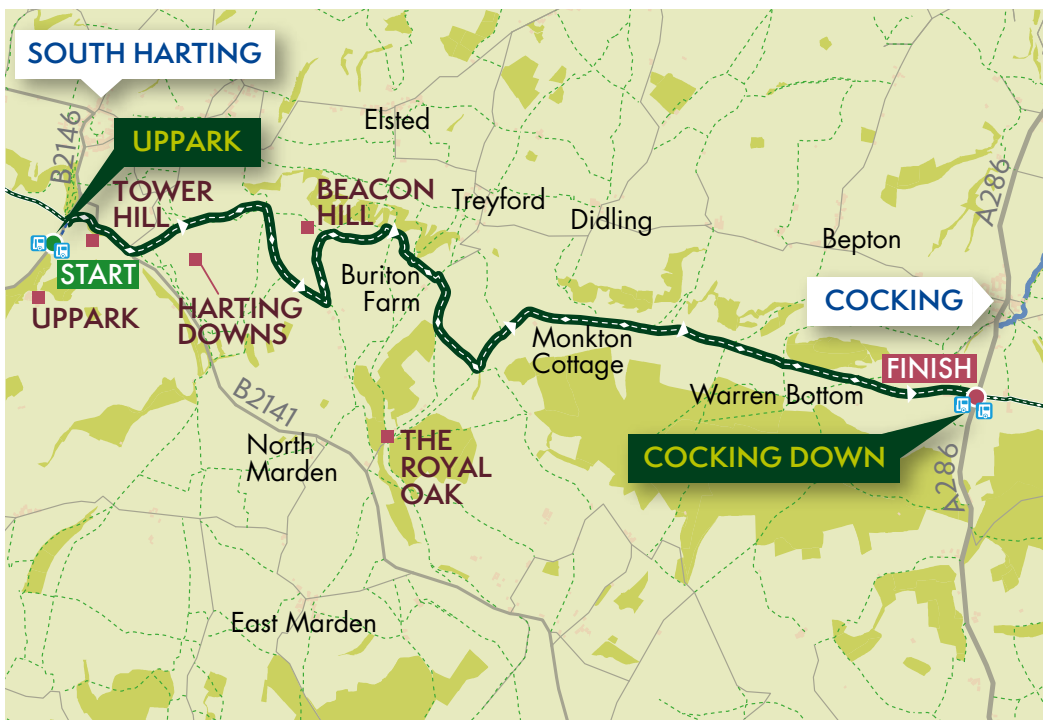 SOUTH HARTING
B2146
UPPARK
Elsted
TOWER
HILL
BEACON
HILL
Treyford
Didling
Bepton
A286
START
Buriton
Farm
UPPARK
HARTING
DOWNS
COCKING
Monkton
Cottage
FINISH
B2141
Warren Bottom
North
Marden
THE
ROYAL
OAK
COCKING DOWN
A286
East Marden